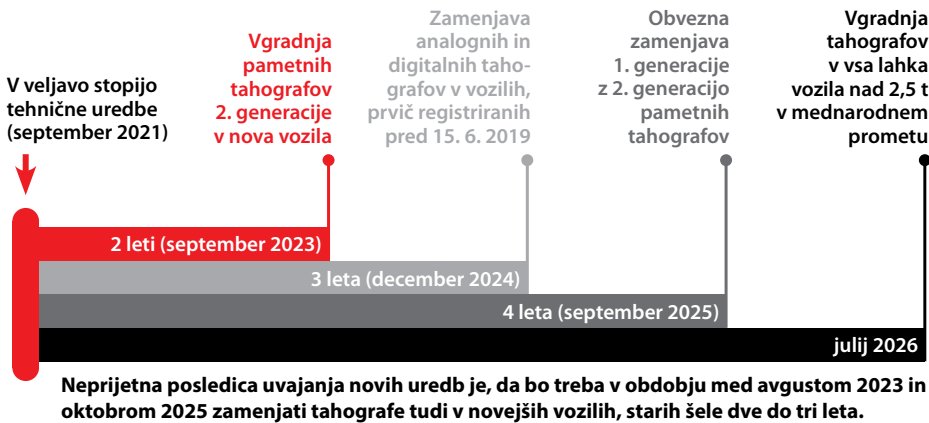 V veljavo stopijo
tehnične uredbe
(september 2021)
Vgradnja
pametnih
tahografov
2. generacije
v nova vozila
Zamenjava
analognih in
digitalnih taho-
grafov v vozilih,
prvič registriranih
pred 15. 6. 2019
Obvezna
zamenjava
1. generacije
z 2. generacijo
pametnih
tahografov
Vgradnja
tahografov
v vsa lahka
vozila nad 2,5 t
v mednarodnem
prometu
2 leti (september 2023)
3 leta (december 2024)
4 leta (september 2025)
julij 2026
Neprijetna posledica uvajanja novih uredb je, da bo treba v obdobju med avgustom 2023 in
oktobrom 2025 zamenjati tahografe tudi v novejših vozilih, starih šele dve do tri leta.